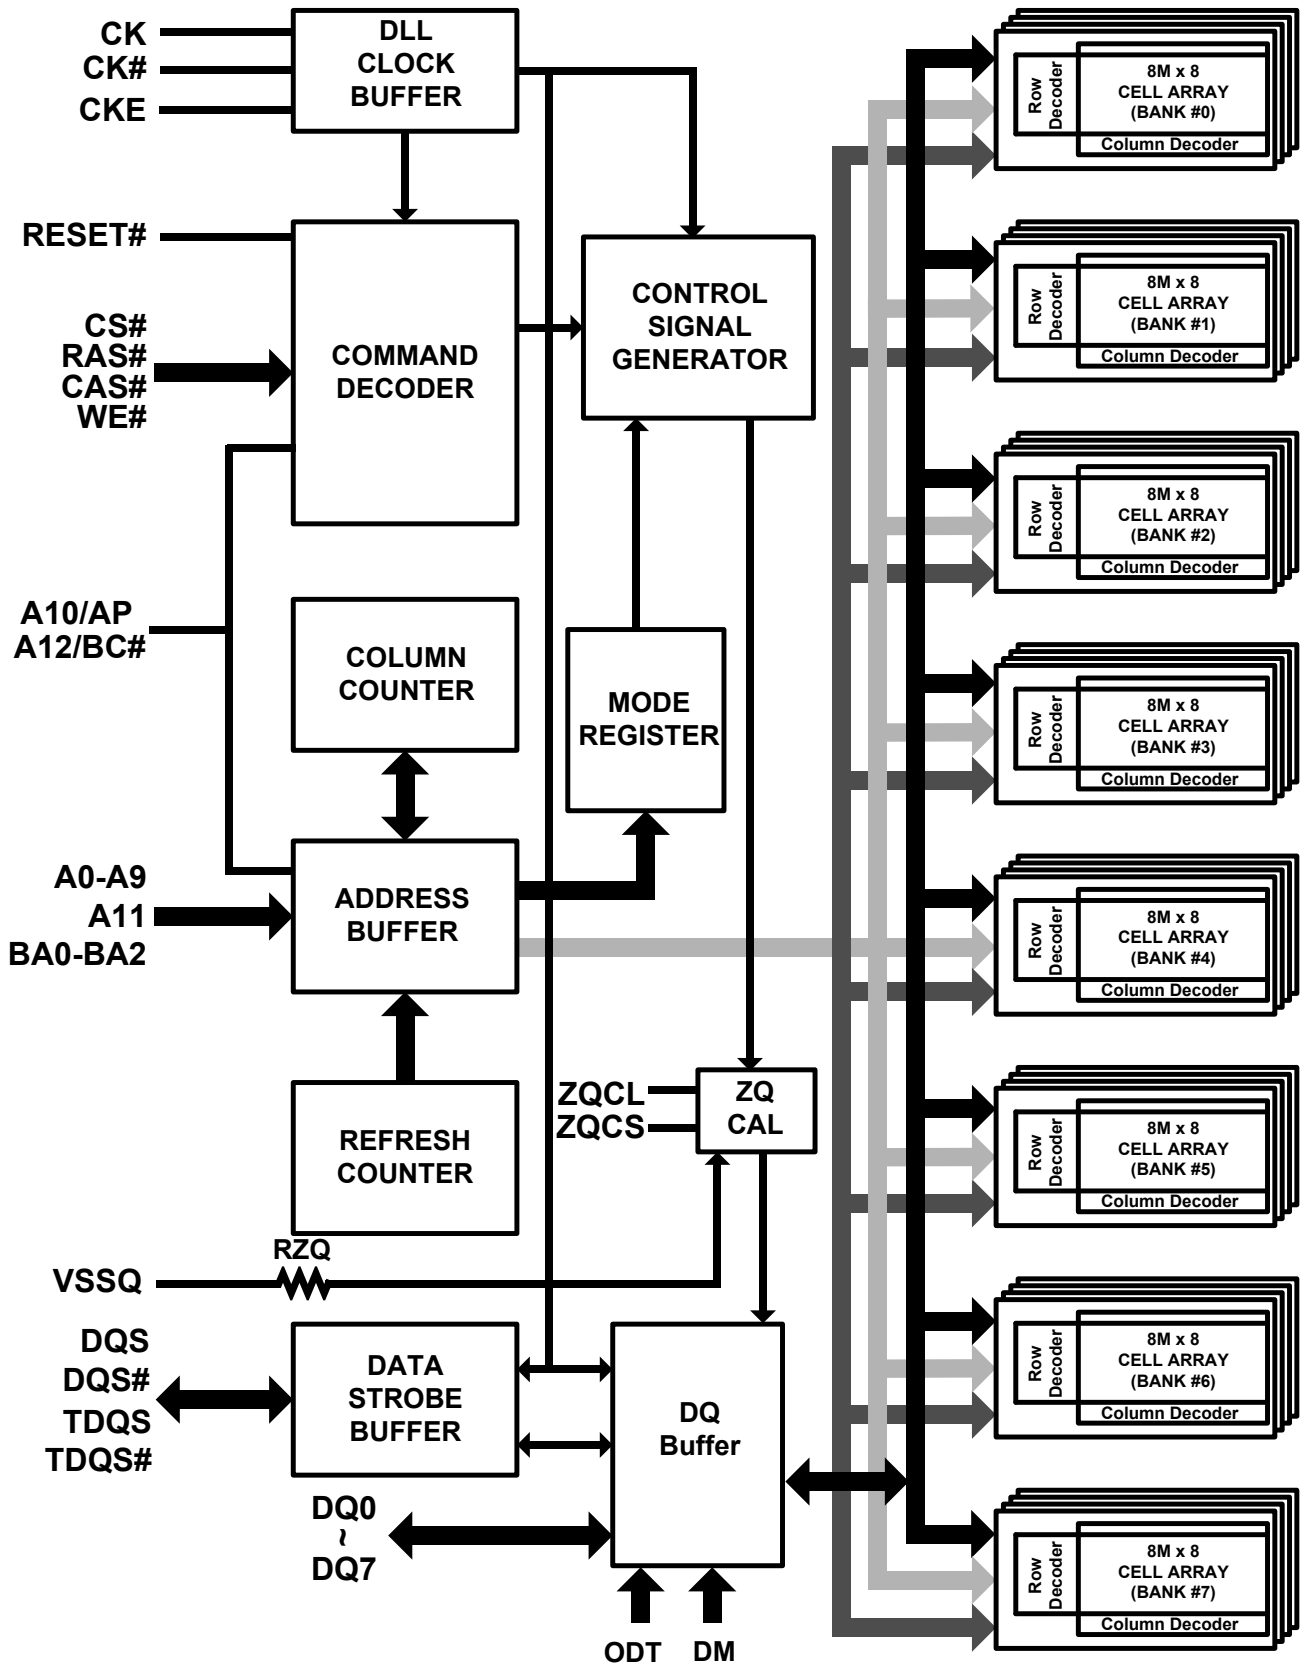 CK
CK#
CKE
DLL
CLOCK
BUFFER
RESET#
CS#
RAS#
CAS#
WE#
COMMAND
DECODER
CONTROL
SIGNAL
GENERATOR
A10/AP
A12/BC#
COLUMN
COUNTER
MODE
REGISTER
A0-A9
A11
BA0-BA2
ADDRESS
BUFFER
REFRESH
COUNTER
ZQCL
ZQCS
ZQ
CAL
RZQ
VSSQ
DQS
DQS#
TDQS
TDQS#
DATA
STROBE
BUFFER
DQ
Buffer
DQ0
~
DQ7
ODT
DM
Row
Decoder
8M x 8
CELL ARRAY
(BANK #0)
Column Decoder
Row
Decoder
8M x 8
CELL ARRAY
(BANK #1)
Column Decoder
Row
Decoder
8M x 8
CELL ARRAY
(BANK #2)
Column Decoder
Row
Decoder
8M x 8
CELL ARRAY
(BANK #3)
Column Decoder
Row
Decoder
8M x 8
CELL ARRAY
(BANK #4)
Column Decoder
Row
Decoder
8M x 8
CELL ARRAY
(BANK #5)
Column Decoder
Row
Decoder
8M x 8
CELL ARRAY
(BANK #6)
Column Decoder
Row
Decoder
8M x 8
CELL ARRAY
(BANK #7)
Column Decoder